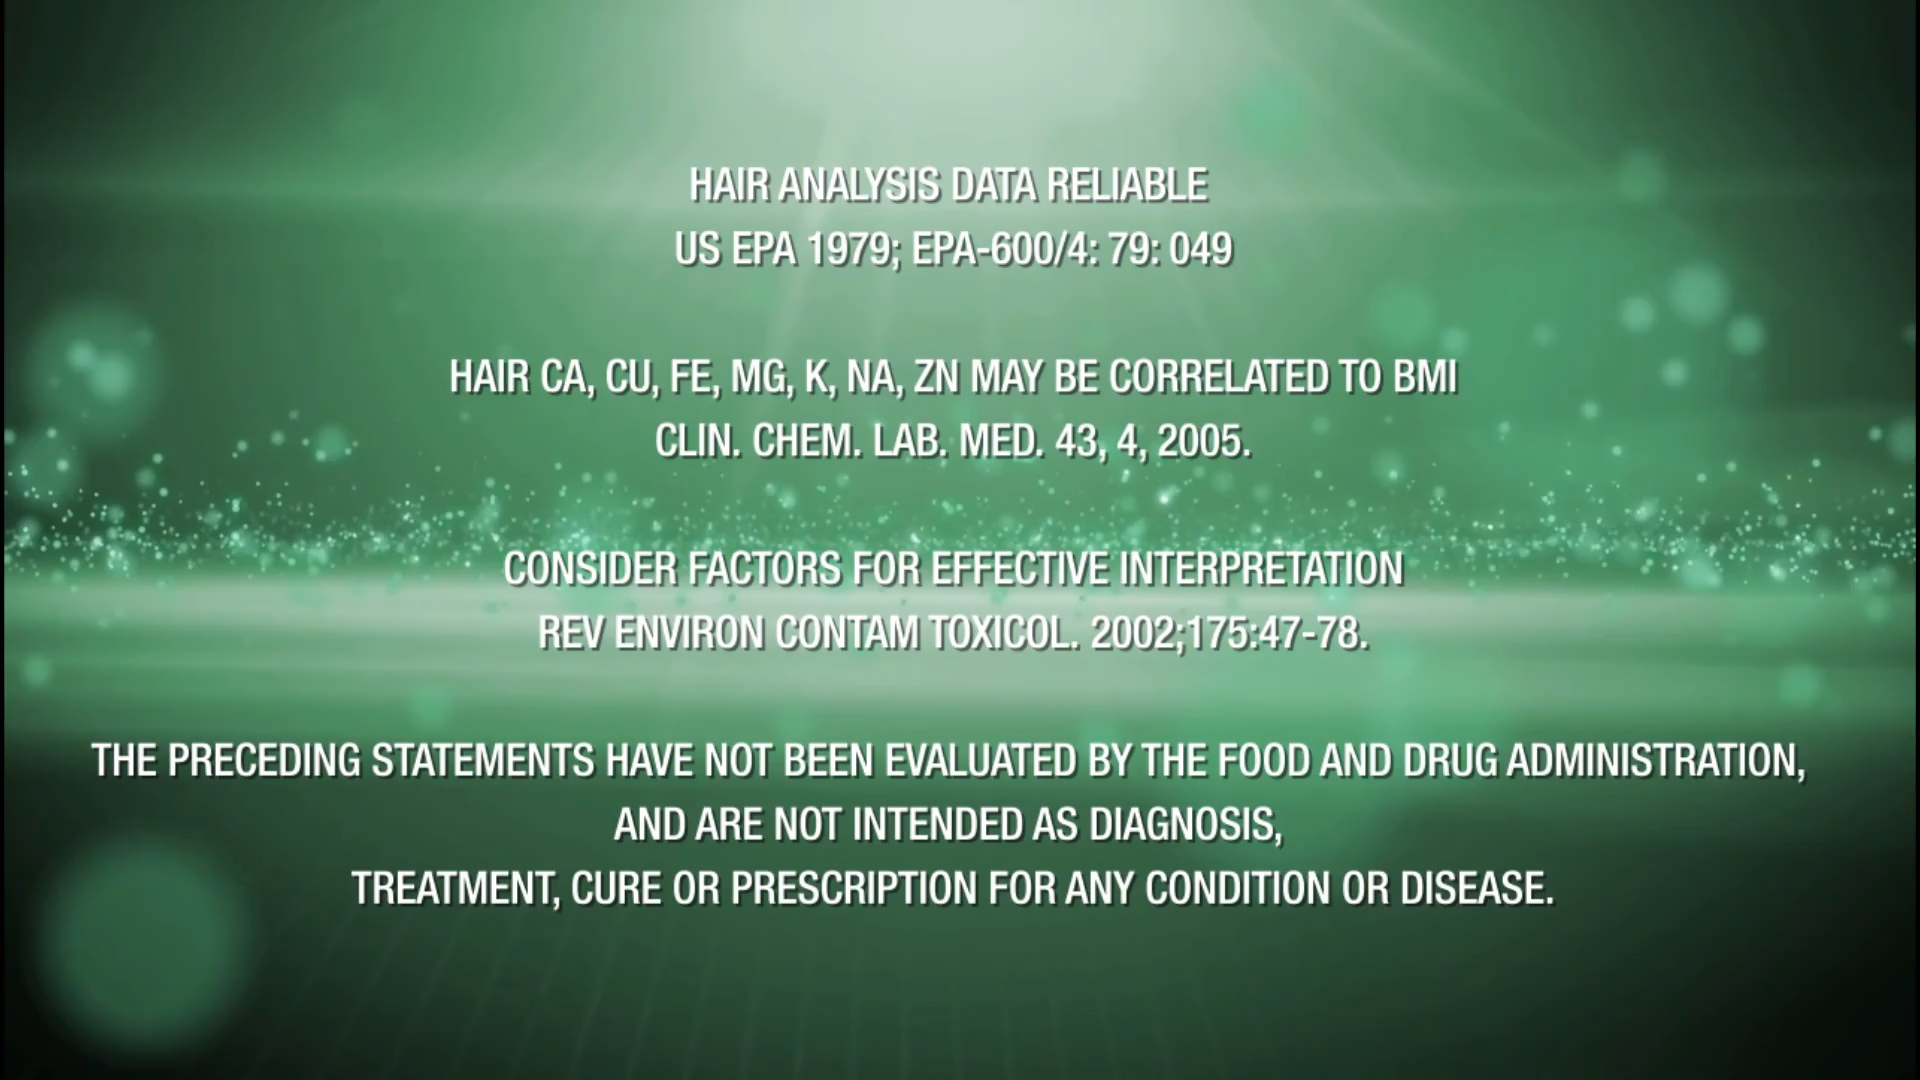 HAIR ANALYSIS DATA RELIABLE
US EPA 1979; EPA-600/4: 79: 049
HAIR CA, CU, FE, MG, K, NA, ZN MAY BE CORRELATED TO BMI
CLIN. CHEM. LAB. MED. 43, 4, 2005.
CONSIDER FACTORS FOR EFFECTIVE INTERPRETATION
REV ENVIRON CONTAM TOXICOL. 2002;175:47-78.
THE PRECEDING STATEMENTS HAVE NOT BEEN EVALUATED BY THE FOOD AND DRUG ADMINISTRATION,
AND ARE NOT INTENDED AS DIAGNOSIS,
TREATMENT, CURE OR PRESCRIPTION FOR ANY CONDITION OR DISEASE.